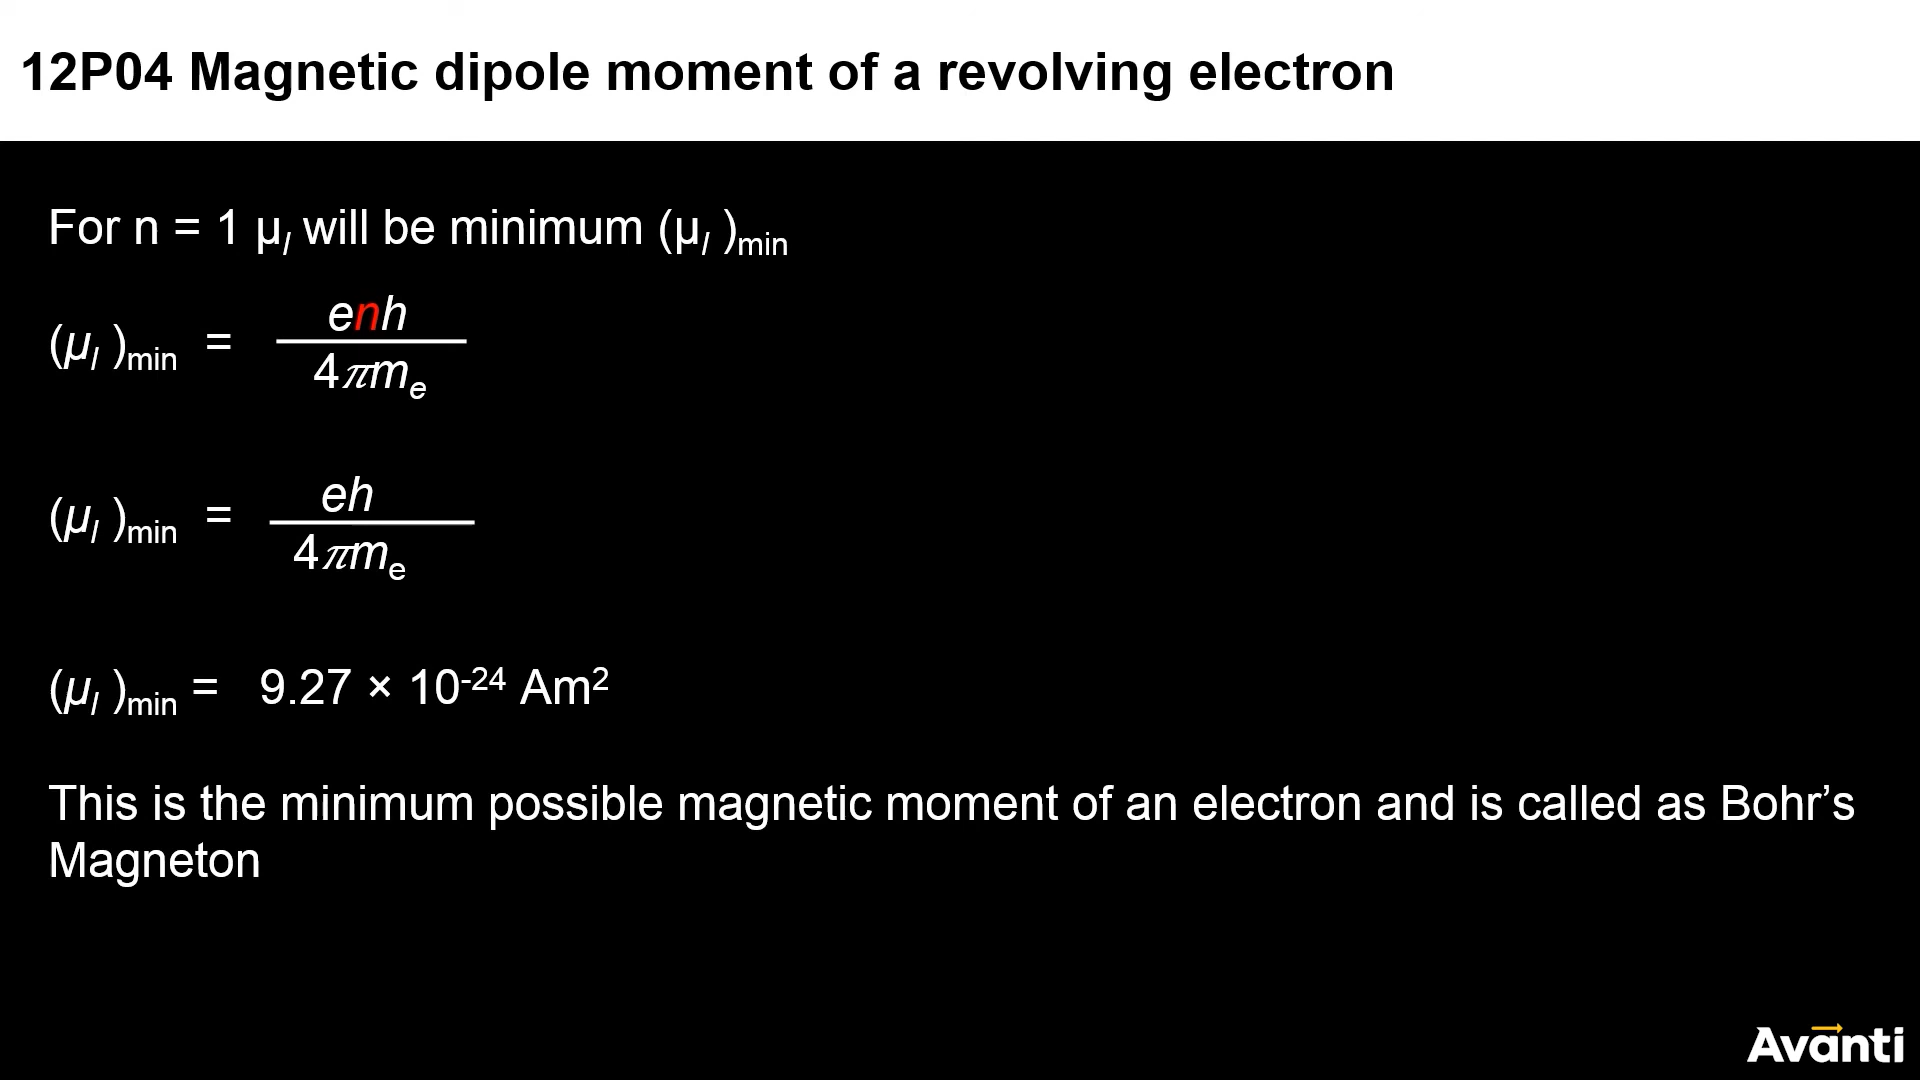 12P04 Magnetic dipole moment of a revolving electron
For n = 1 μₗ will be minimum (μₗ )min
(μₗ )min = enh / 4πmₑ
(μₗ )min = eh / 4πmₑ
(μₗ )min = 9.27 × 10⁻²⁴ Am²
This is the minimum possible magnetic moment of an electron and is called as Bohr’s
Magneton
Avanti